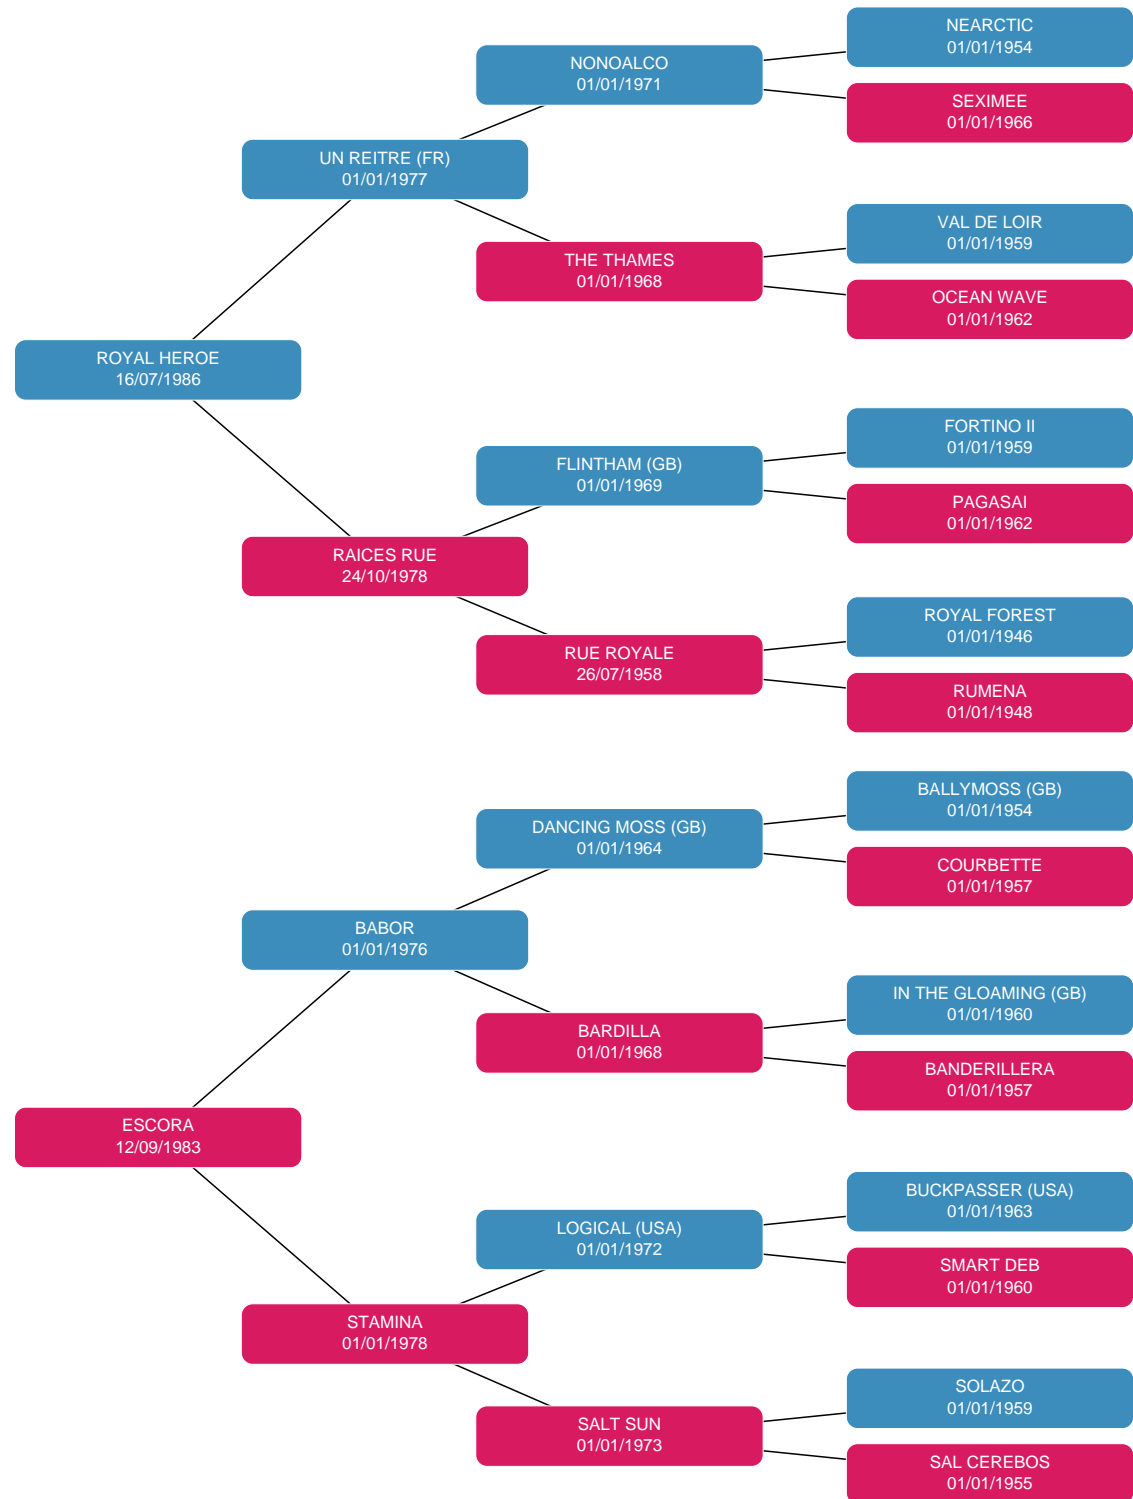 NEARCTIC
01/01/1954
NONOALCO
01/01/1971
SEXIMEE
01/01/1966
UN REITRE (FR)
01/01/1977
VAL DE LOIR
01/01/1959
THE THAMES
01/01/1968
OCEAN WAVE
01/01/1962
ROYAL HEROE
16/07/1986
FORTINO II
01/01/1959
FLINTHAM (GB)
01/01/1969
PAGASAI
01/01/1962
RAICES RUE
24/10/1978
ROYAL FOREST
01/01/1946
RUE ROYALE
26/07/1958
RUMENA
01/01/1948
BALLYMOSS (GB)
01/01/1954
DANCING MOSS (GB)
01/01/1964
COURBETTE
01/01/1957
BABOR
01/01/1976
IN THE GLOAMING (GB)
01/01/1960
BARDILLA
01/01/1968
BANDERILLERA
01/01/1957
ESCORA
12/09/1983
BUCKPASSER (USA)
01/01/1963
LOGICAL (USA)
01/01/1972
SMART DEB
01/01/1960
STAMINA
01/01/1978
SOLAZO
01/01/1959
SALT SUN
01/01/1973
SAL CEREBOS
01/01/1955